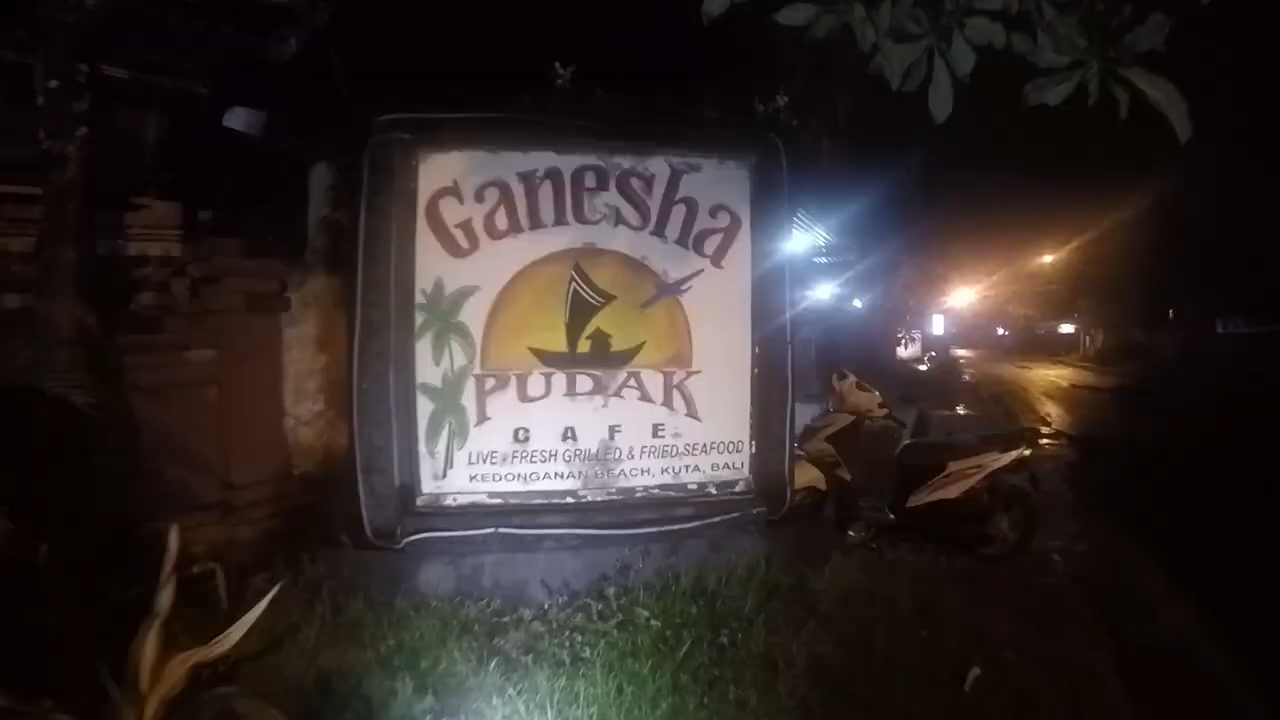 Ganesha
PUDAK
CAFE
LIVE - FRESH GRILLED & FRIED SEAFOOD
KEDONGANAN BEACH, KUTA, BALI